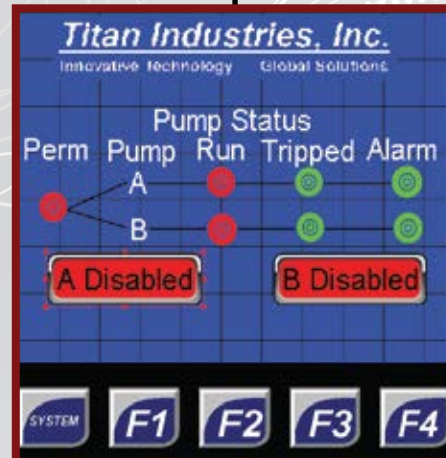 Titan Industries, Inc.
Innovative Technology Global Solutions
Pump Status
Perm Pump Run Tripped Alarm
A
B
A Disabled B Disabled
SYSTEM F1 F2 F3 F4